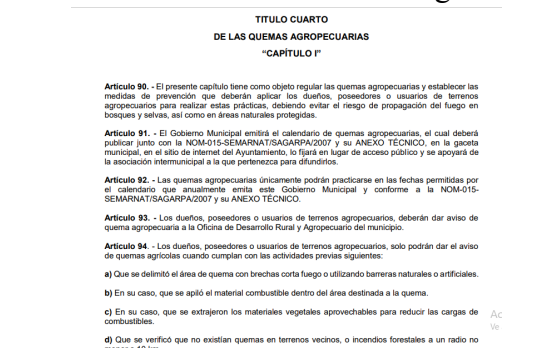 TITULO CUARTO
DE LAS QUEMAS AGROPECUARIAS
“CAPÍTULO I”
Artículo 90. - El presente capítulo tiene como objeto regular las quemas agropecuarias y establecer las
medidas de prevención que deberán aplicar los dueños, poseedores o usuarios de terrenos
agropecuarios para realizar estas prácticas, debiendo evitar el riesgo de propagación del fuego en
bosques y selvas, así como en áreas naturales protegidas.
Artículo 91. - El Gobierno Municipal emitirá el calendario de quemas agropecuarias, el cual deberá
publicar junto con la NOM-015-SEMARNAT/SAGARPA/2007 y su ANEXO TÉCNICO, en la gaceta
municipal, en el sitio de internet del Ayuntamiento, lo fijará en lugar de acceso público y se apoyará de
la asociación intermunicipal a la que pertenezca para difundirlos.
Artículo 92. - Las quemas agropecuarias únicamente podrán practicarse en las fechas permitidas por
el calendario que anualmente emita este Gobierno Municipal y conforme a la NOM-015-
SEMARNAT/SAGARPA/2007 y su ANEXO TÉCNICO.
Artículo 93. - Los dueños, poseedores o usuarios de terrenos agropecuarios, deberán dar aviso de
quema agropecuaria a la Oficina de Desarrollo Rural y Agropecuario del municipio.
Artículo 94. - Los dueños, poseedores o usuarios de terrenos agropecuarios, solo podrán dar el aviso
de quemas agrícolas cuando cumplan con las actividades previas siguientes:
a) Que se delimitó el área de quema con brechas corta fuego o utilizando barreras naturales o artificiales.
b) En su caso, que se apiló el material combustible dentro del área destinada a la quema.
c) En su caso, que se extrajeron los materiales vegetales aprovechables para reducir las cargas de
combustibles.
d) Que se verificó que no existían quemas en terrenos vecinos, o incendios forestales a un radio no
Ac
Ve